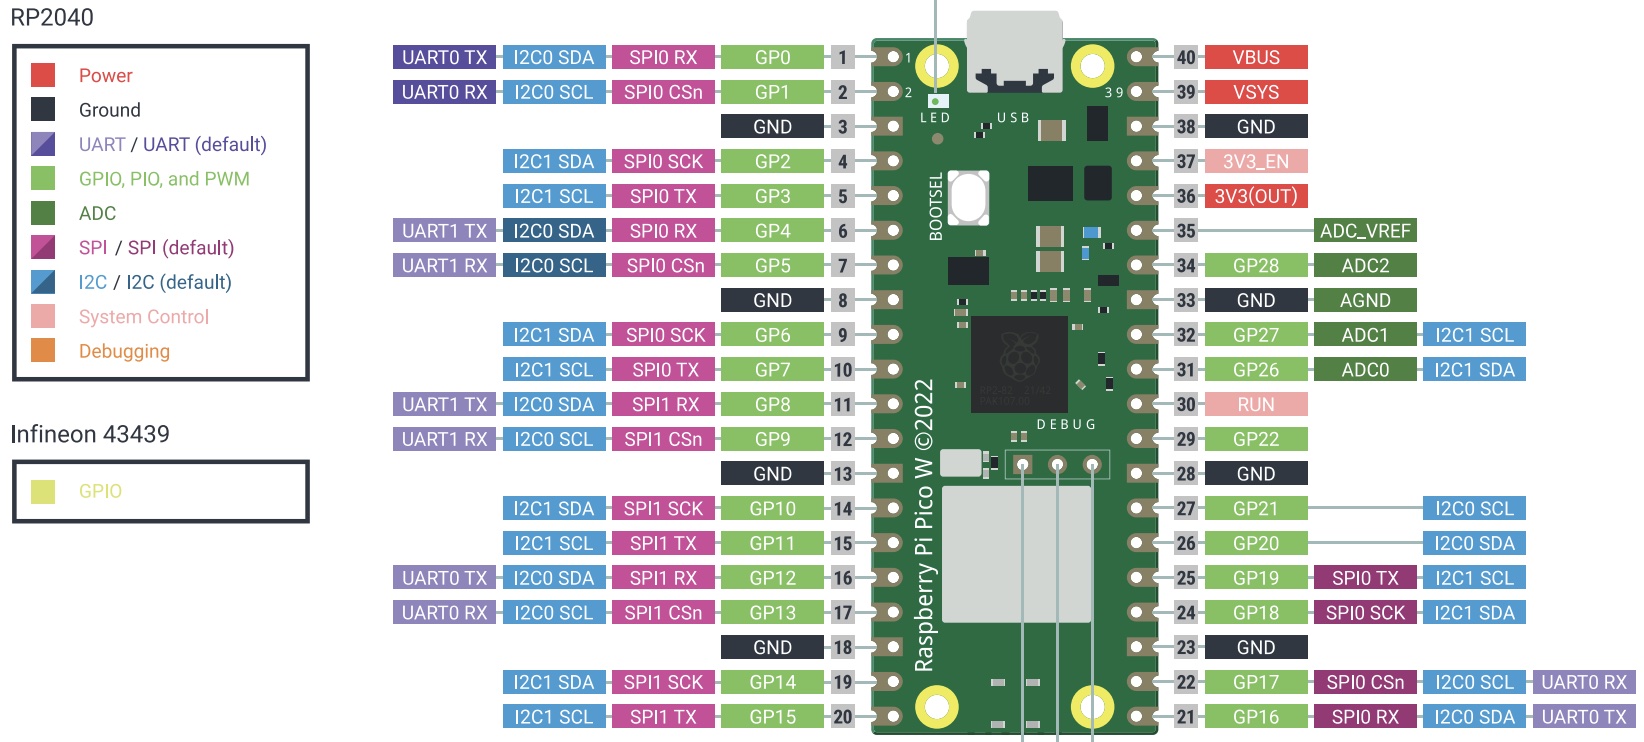 RP2040
Power
Ground
UART / UART (default)
GPIO, PIO, and PWM
ADC
SPI / SPI (default)
I2C / I2C (default)
System Control
Debugging
Infineon 43439
GPIO
UART0 TX I2C0 SDA SPI0 RX GP0 1
UART0 RX I2C0 SCL SPI0 CSn GP1 2
GND 3
I2C1 SDA SPI0 SCK GP2 4
I2C1 SCL SPI0 TX GP3 5
UART1 TX I2C0 SDA SPI0 RX GP4 6
UART1 RX I2C0 SCL SPI0 CSn GP5 7
GND 8
I2C1 SDA SPI0 SCK GP6 9
I2C1 SCL SPI0 TX GP7 10
UART1 TX I2C0 SDA SPI1 RX GP8 11
UART1 RX I2C0 SCL SPI1 CSn GP9 12
GND 13
I2C1 SDA SPI1 SCK GP10 14
I2C1 SCL SPI1 TX GP11 15
UART0 TX I2C0 SDA SPI1 RX GP12 16
UART0 RX I2C0 SCL SPI1 CSn GP13 17
GND 18
I2C1 SDA SPI1 SCK GP14 19
I2C1 SCL SPI1 TX GP15 20
1
2
39
LED
USB
BOOTSEL
DEBUG
Raspberry Pi Pico W ©2022
40 VBUS
39 VSYS
38 GND
37 3V3_EN
36 3V3(OUT)
35 ADC_VREF
34 GP28 ADC2
33 GND AGND
32 GP27 ADC1 I2C1 SCL
31 GP26 ADC0 I2C1 SDA
30 RUN
29 GP22
28 GND
27 GP21 I2C0 SCL
26 GP20 I2C0 SDA
25 GP19 SPI0 TX I2C1 SCL
24 GP18 SPI0 SCK I2C1 SDA
23 GND
22 GP17 SPI0 CSn I2C0 SCL UART0 RX
21 GP16 SPI0 RX I2C0 SDA UART0 TX